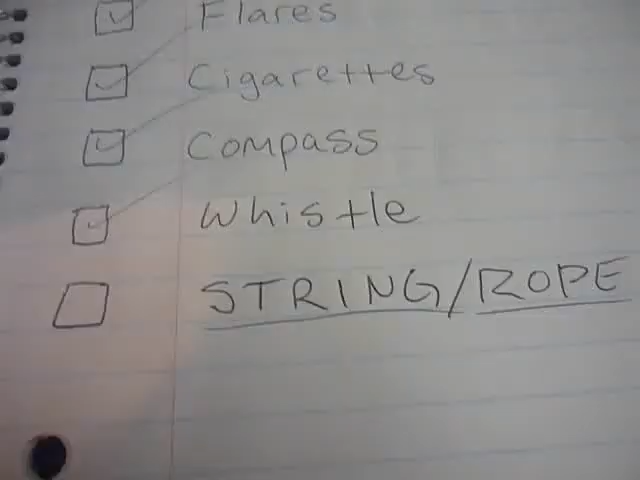 Flares
Cigarettes
Compass
Whistle
STRING/ROPE